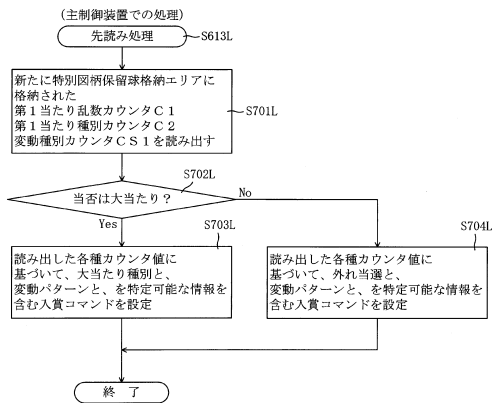 (主制御装置での処理)
先読み処理
S613L
新たに特別図柄保留球格納エリアに
格納された
第1当たり乱数カウンタC1
第1当たり種別カウンタC2
変動種別カウンタCS1を読み出す
S701L
S702L
当否は大当たり?
No
Yes
S703L
読み出した各種カウンタ値に
基づいて、大当たり種別と、
変動パターンと、を特定可能な情報を
含む入賞コマンドを設定
S704L
読み出した各種カウンタ値に
基づいて、外れ当選と、
変動パターンと、を特定可能な情報を
含む入賞コマンドを設定
終 了